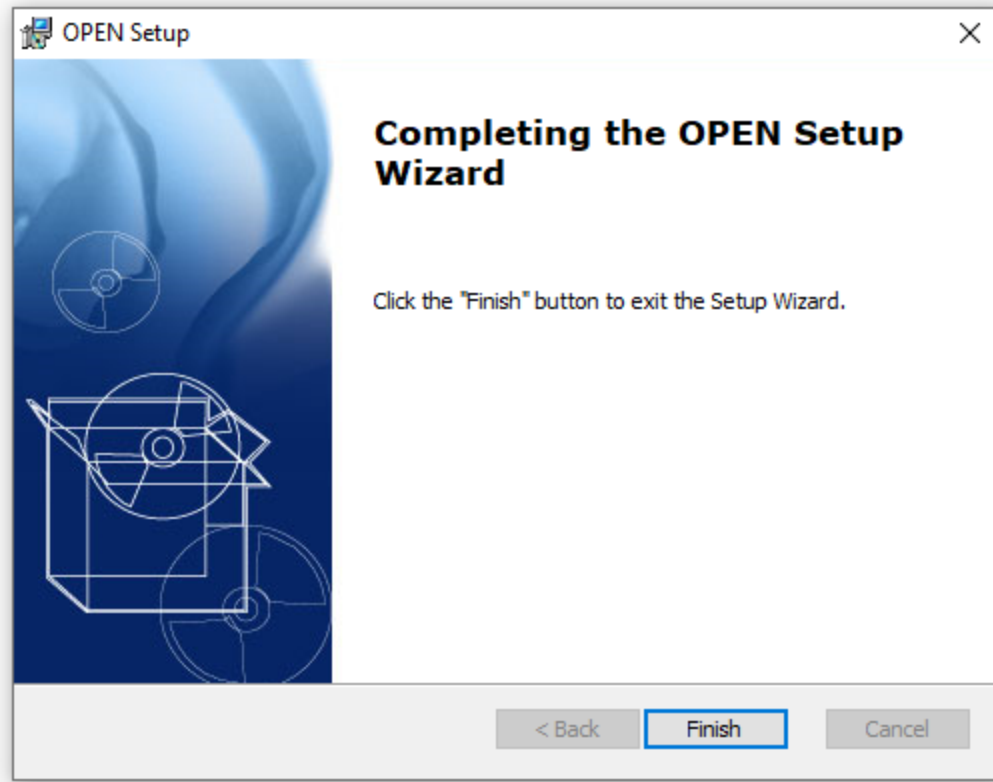 OPEN Setup
Completing the OPEN Setup
Wizard
Click the "Finish" button to exit the Setup Wizard.
< Back
Finish
Cancel